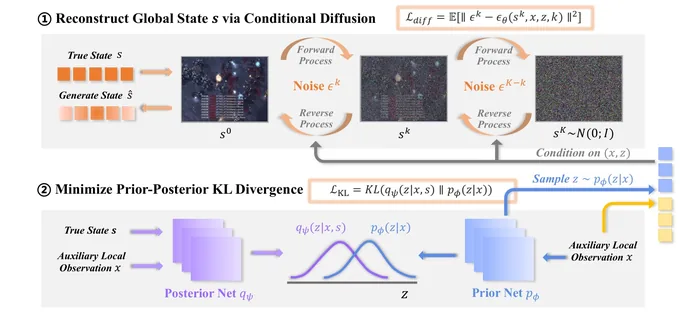 ① Reconstruct Global State s via Conditional Diffusion
ℒ_diff = 𝔼[∥ ϵ^k − ϵ_θ(s^k, x, z, k) ∥²]
True State s
Generate State ŝ
Forward
Process
Noise ϵ^k
Reverse
Process
Forward
Process
Noise ϵ^{K−k}
Reverse
Process
s^0
s^k
s^K~N(0; I)
Condition on (x, z)
② Minimize Prior-Posterior KL Divergence
ℒ_KL = KL(q_ψ(z|x, s) ∥ p_ϕ(z|x))
Sample z ~ p_ϕ(z|x)
True State s
Auxiliary Local
Observation x
Posterior Net q_ψ
q_ψ(z|x, s)
p_ϕ(z|x)
z
Prior Net p_ϕ
Auxiliary Local
Observation x